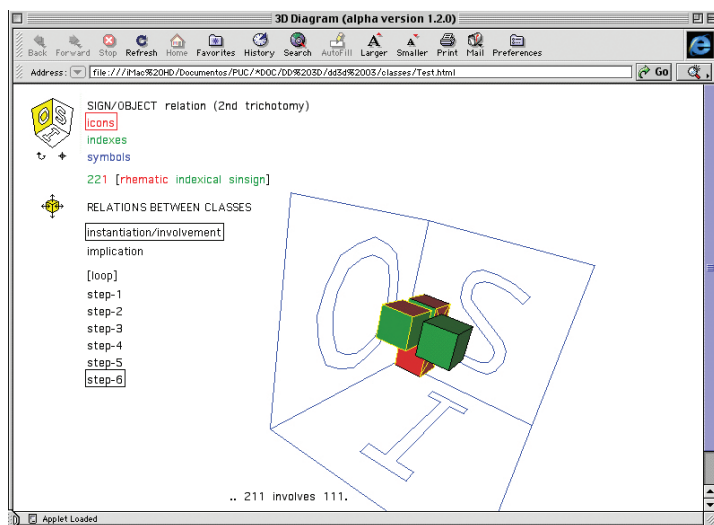 3D Diagram (alpha version 1.2.0)
Back Forward Stop Refresh Home Favorites History Search AutoFill Larger Smaller Print Mail Preferences
Address: file:///iMac%20HD/Documentos/PUC/*DOC/DD%203D/dd3d%2003/classes/Test.html Go
O S I
SIGN/OBJECT relation (2nd trichotomy)
icons
indexes
symbols
221 [rhematic indexical sinsign]
RELATIONS BETWEEN CLASSES
instantiation/involvement
implication
[loop]
step-1
step-2
step-3
step-4
step-5
step-6
O S
I
.. 211 involves 111.
Applet Loaded